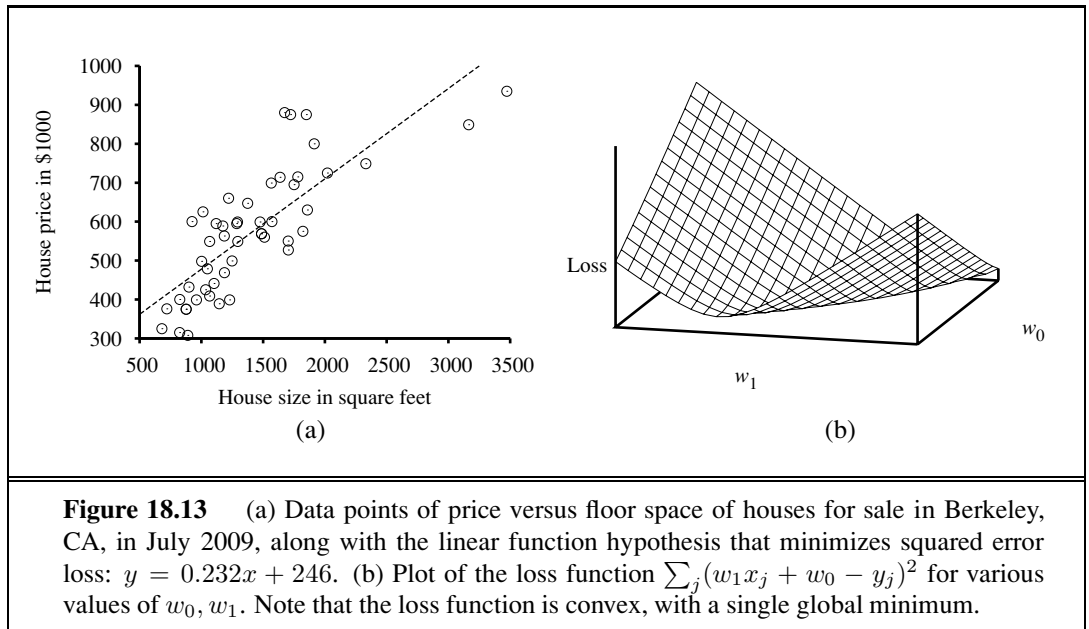 1000
900
800
700
600
500
400
300
House price in $1000
500 1000 1500 2000 2500 3000 3500
House size in square feet
(a)
Loss
w0
w1
(b)
Figure 18.13 (a) Data points of price versus floor space of houses for sale in Berkeley,
CA, in July 2009, along with the linear function hypothesis that minimizes squared error
loss: y = 0.232x + 246. (b) Plot of the loss function ∑j(w1xj + w0 − yj)² for various
values of w0, w1. Note that the loss function is convex, with a single global minimum.